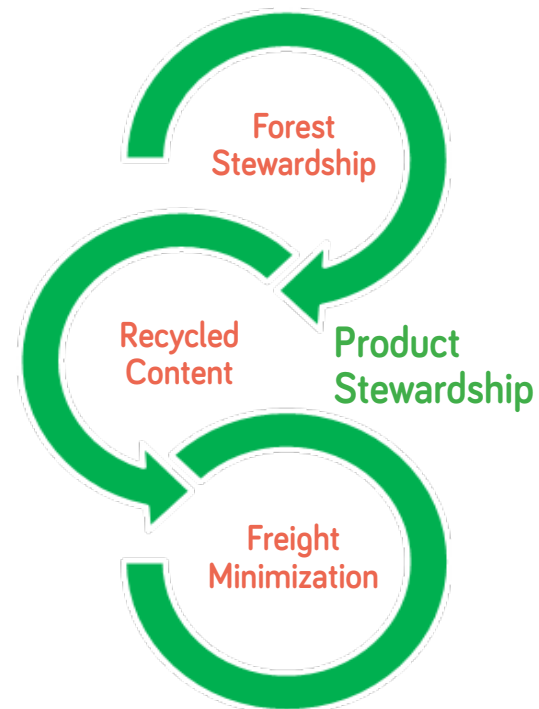 Forest
Stewardship
Recycled
Content
Product
Stewardship
Freight
Minimization